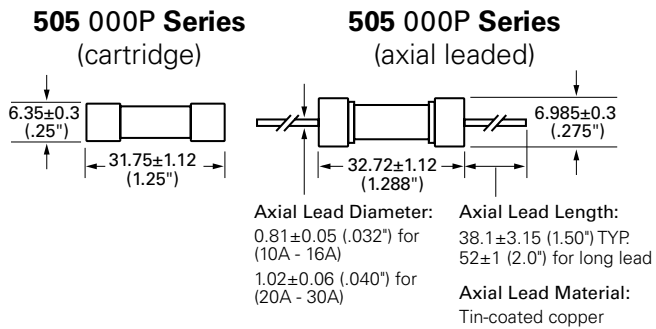 505 000P Series
(cartridge)
505 000P Series
(axial leaded)
6.35±0.3
(.25")
31.75±1.12
(1.25")
6.985±0.3
(.275")
32.72±1.12
(1.288")
Axial Lead Diameter:
0.81±0.05 (.032") for
(10A - 16A)
1.02±0.06 (.040") for
(20A - 30A)
Axial Lead Length:
38.1±3.15 (1.50") TYP.
52±1 (2.0") for long lead
Axial Lead Material:
Tin-coated copper